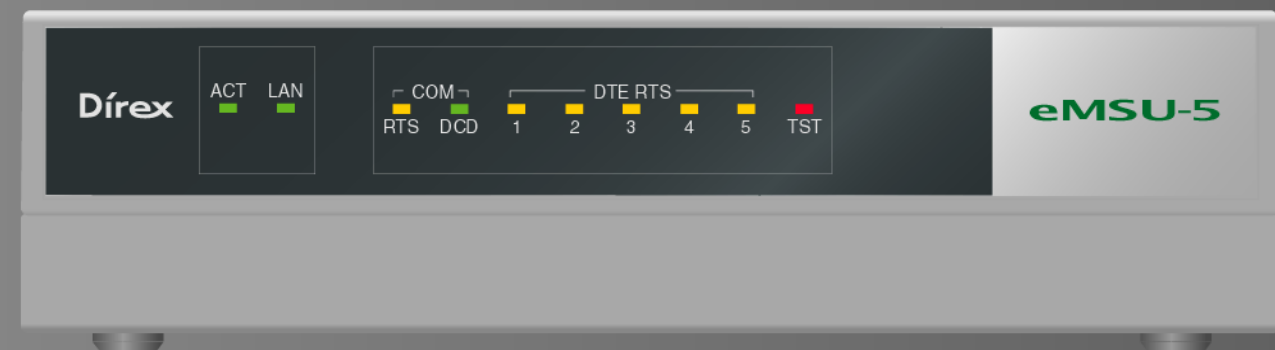 Dírex
ACT LAN
COM
RTS DCD
DTE RTS
1 2 3 4 5
TST
eMSU-5